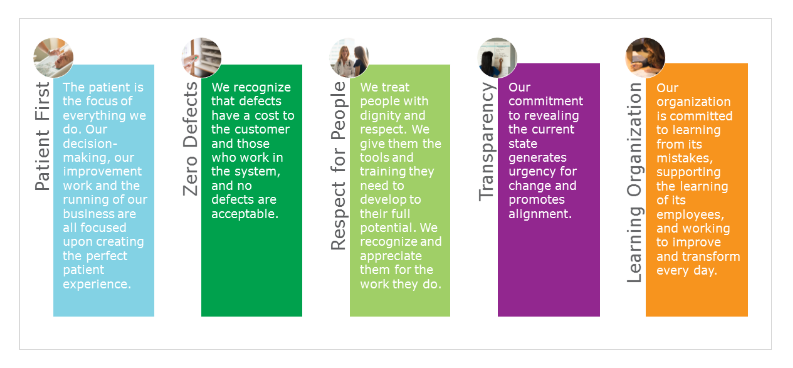 Patient First
The patient is
the focus of
everything we
do. Our
decision-
making, our
improvement
work and the
running of our
business are
all focused
upon creating
the perfect
patient
experience.
Zero Defects
We recognize
that defects
have a cost to
the customer
and those
who work in
the system,
and no
defects are
acceptable.
Respect for People
We treat
people with
dignity and
respect. We
give them the
tools and
training they
need to
develop to
their full
potential. We
recognize and
appreciate
them for the
work they do.
Transparency
Our
commitment
to revealing
the current
state
generates
urgency for
change and
promotes
alignment.
Learning Organization
Our
organization
is committed
to learning
from its
mistakes,
supporting
the learning
of its
employees,
and working
to improve
and transform
every day.